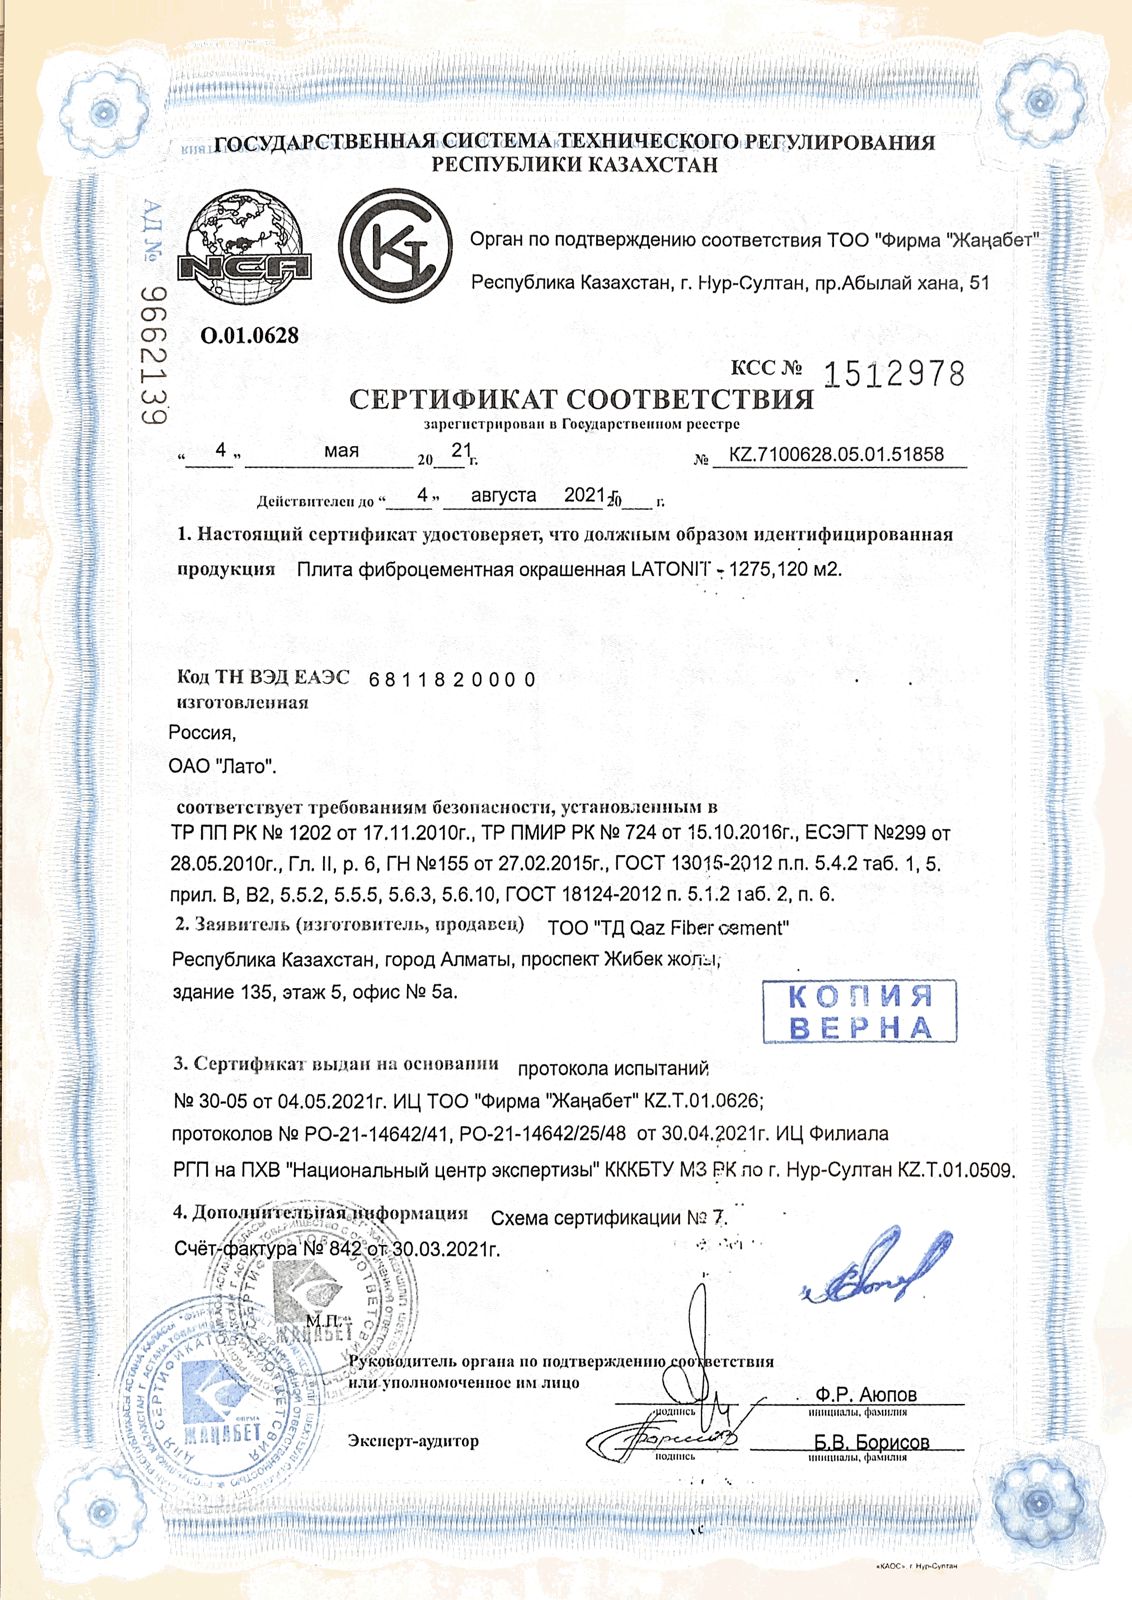 ГОСУДАРСТВЕННАЯ СИСТЕМА ТЕХНИЧЕСКОГО РЕГУЛИРОВАНИЯ
РЕСПУБЛИКИ КАЗАХСТАН
АД № 9662139
NCA
О.01.0628
Орган по подтверждению соответствия ТОО "Фирма "Жаңабет"
Республика Казахстан, г. Нур-Султан, пр.Абылай хана, 51
КСС № 1512978
СЕРТИФИКАТ СООТВЕТСТВИЯ
зарегистрирован в Государственном реестре
" 4 " мая 20 21 г. № KZ.7100628.05.01.51858
Действителен до " 4 " августа 2021 г. 20 г.
1. Настоящий сертификат удостоверяет, что должным образом идентифицированная
продукция Плита фиброцементная окрашенная LATONIT - 1275,120 м2.
Код ТН ВЭД ЕАЭС 6811820000
изготовленная
Россия,
ОАО "Лато".
соответствует требованиям безопасности, установленным в
ТР ПП РК № 1202 от 17.11.2010г., ТР ПМИР РК № 724 от 15.10.2016г., ЕСЭГТ №299 от
28.05.2010г., Гл. II, р. 6, ГН №155 от 27.02.2015г., ГОСТ 13015-2012 п.п. 5.4.2 таб. 1, 5.
прил. В, В2, 5.5.2, 5.5.5, 5.6.3, 5.6.10, ГОСТ 18124-2012 п. 5.1.2 таб. 2, п. 6.
2. Заявитель (изготовитель, продавец) ТОО "ТД Qaz Fiber cement"
Республика Казахстан, город Алматы, проспект Жибек жолы,
здание 135, этаж 5, офис № 5а.
КОПИЯ
ВЕРНА
3. Сертификат выдан на основании протокола испытаний
№ 30-05 от 04.05.2021г. ИЦ ТОО "Фирма "Жаңабет" KZ.T.01.0626;
протоколов № РО-21-14642/41, РО-21-14642/25/48 от 30.04.2021г. ИЦ Филиала
РГП на ПХВ "Национальный центр экспертизы" КККБТУ МЗ РК по г. Нур-Султан KZ.T.01.0509.
4. Дополнительная информация Схема сертификации № 7.
Счёт-фактура № 842 от 30.03.2021г.
М.П.
ЖАҢАБЕТ
ФИРМА
ЖАҢАБЕТ
Руководитель органа по подтверждению соответствия
или уполномоченное им лицо
Ф.Р. Аюпов
подпись инициалы, фамилия
Эксперт-аудитор Б.В. Борисов
подпись инициалы, фамилия
«КАОС», г. Нур-Султан